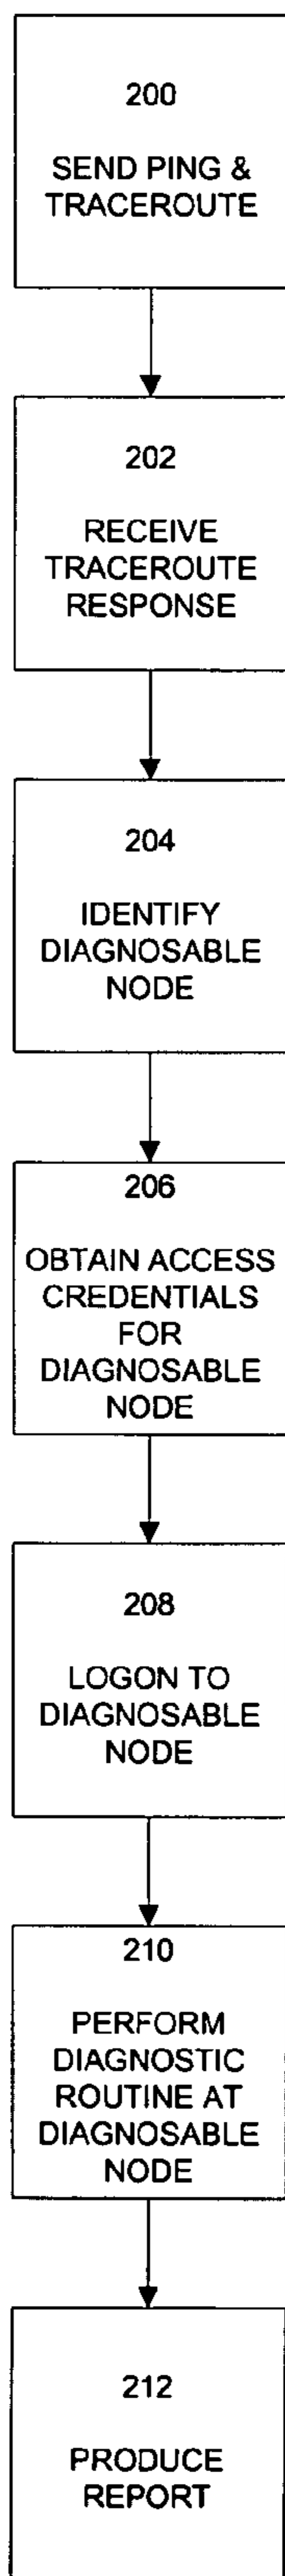 200
SEND PING &
TRACEROUTE
202
RECEIVE
TRACEROUTE
RESPONSE
204
IDENTIFY
DIAGNOSABLE
NODE
206
OBTAIN ACCESS
CREDENTIALS
FOR
DIAGNOSABLE
NODE
208
LOGON TO
DIAGNOSABLE
NODE
210
PERFORM
DIAGNOSTIC
ROUTINE AT
DIAGNOSABLE
NODE
212
PRODUCE
REPORT